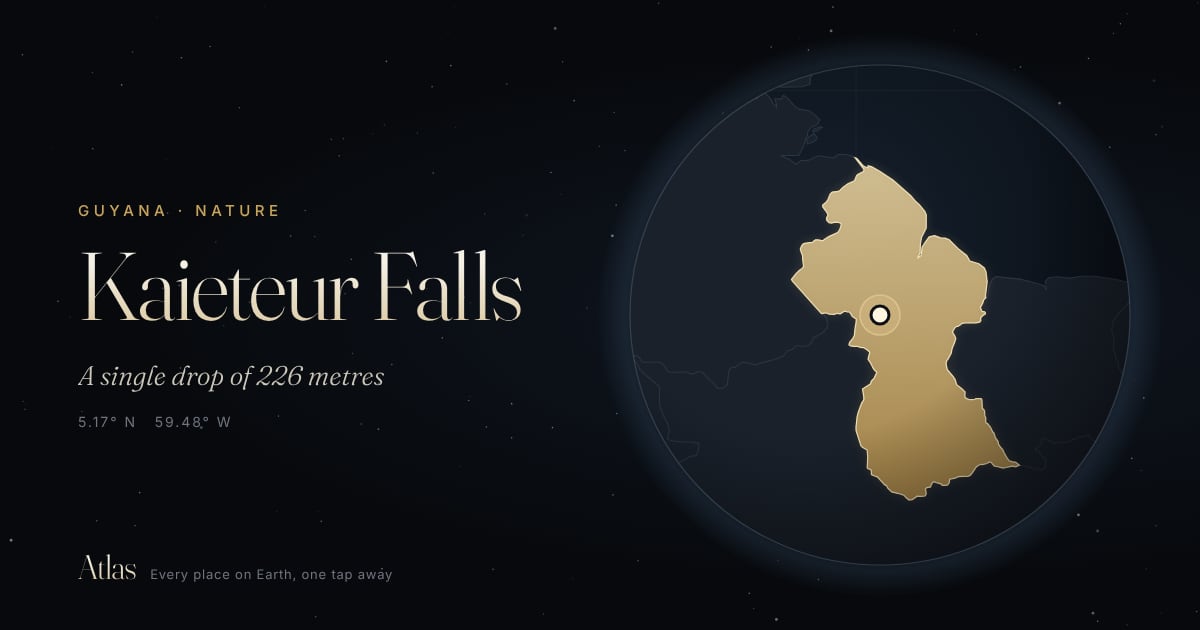 GUYANA · NATURE
Kaieteur Falls
A single drop of 226 metres
5.17° N 59.48° W
Atlas Every place on Earth, one tap away